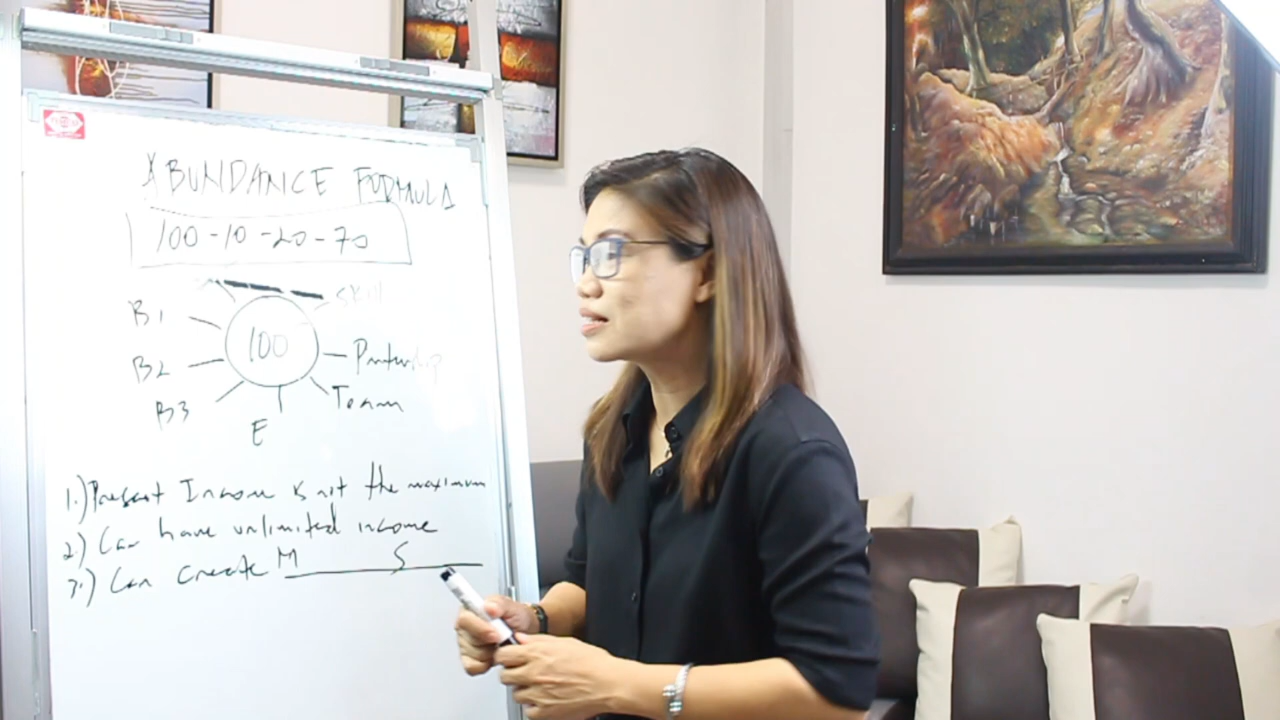 ABUNDANCE FORMULA
100 - 10 - 20 - 70
Skill
B1
100
B2
Partnership
B3
Team
E
1.) Present Income is not the maximum
2.) Can have unlimited income
3.) Can create M S